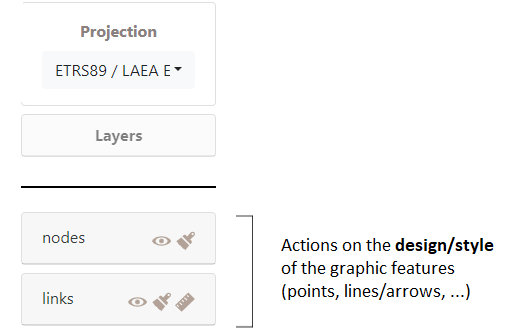 Projection
ETRS89 / LAEA E
Layers
nodes
links
Actions on the design/style
of the graphic features
(points, lines/arrows, ...)